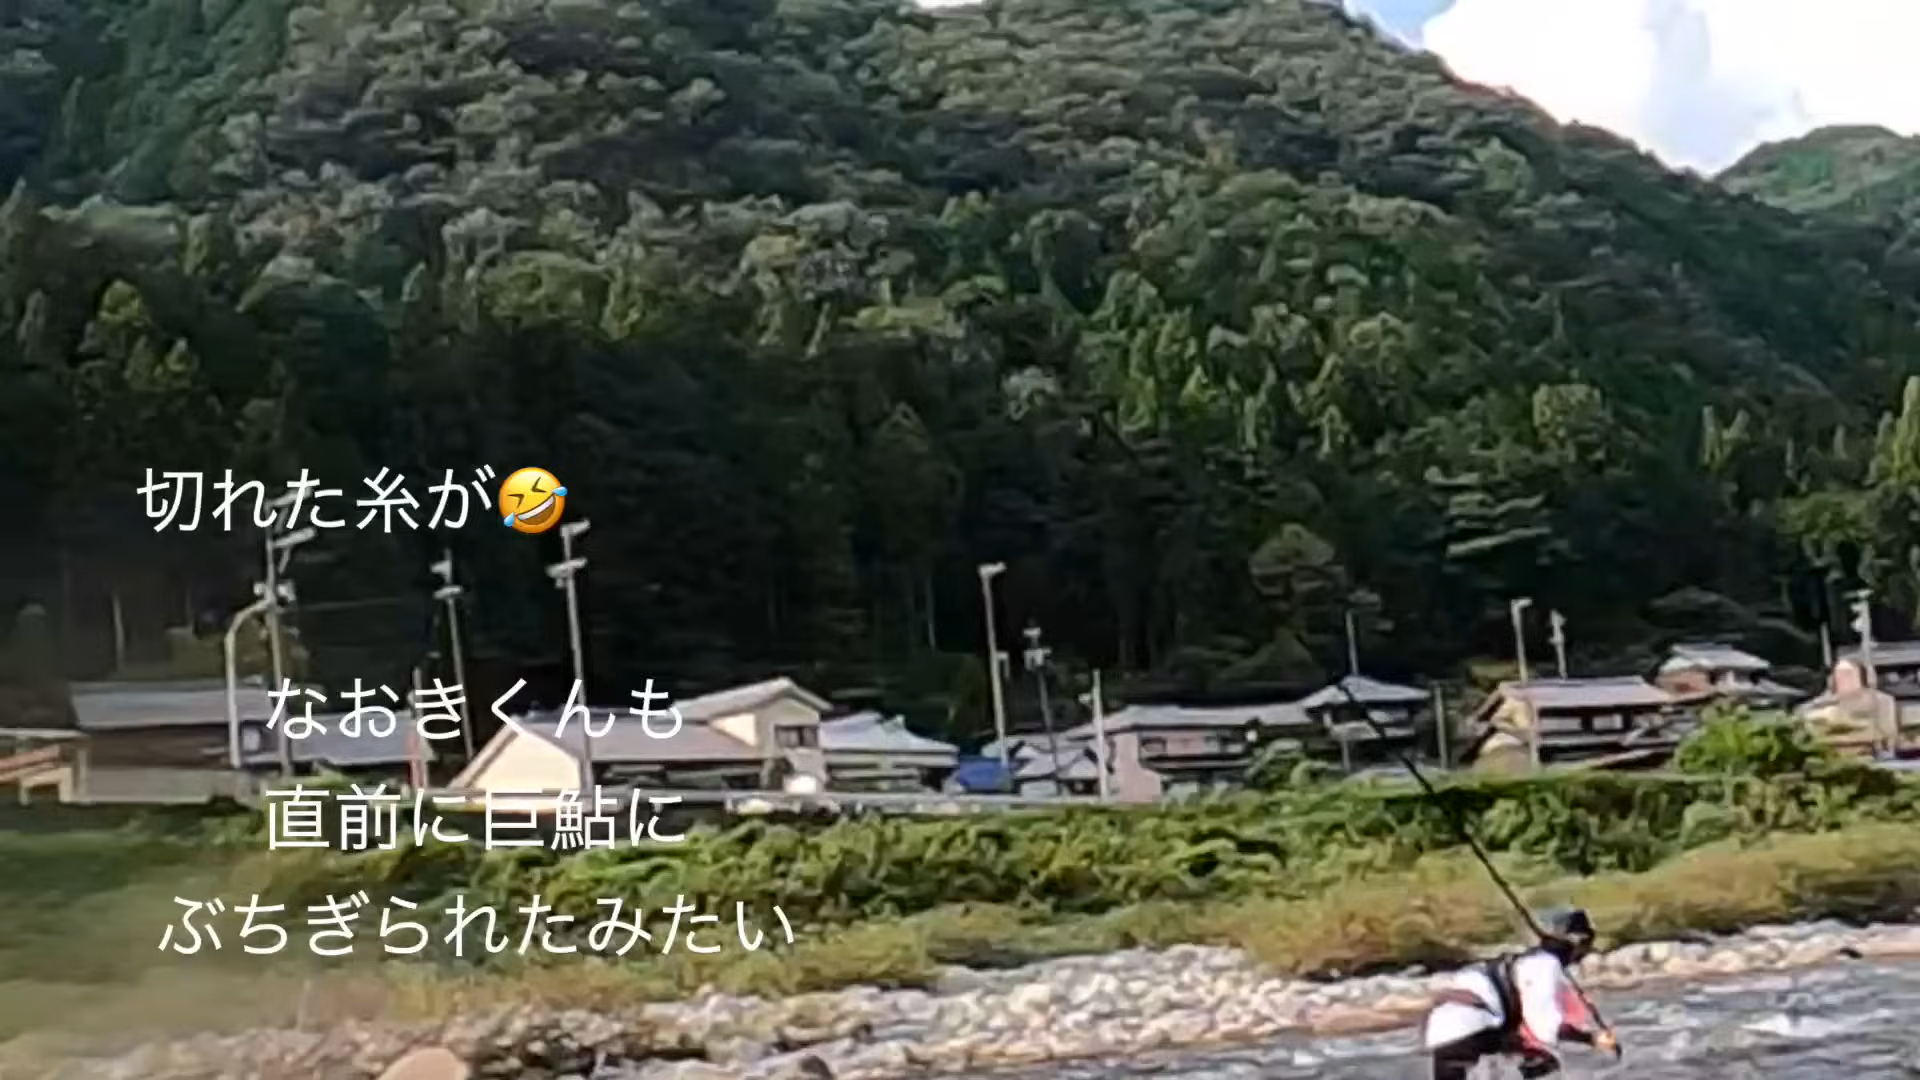 切れた糸が🤣
なおきくんも
直前に巨鮎に
ぶちぎられたみたい